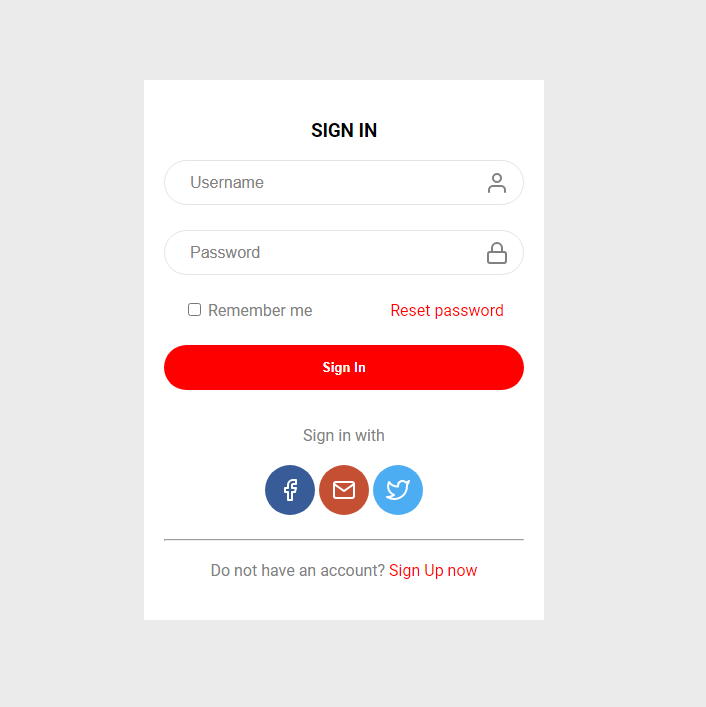 SIGN IN
Username
Password
Remember me Reset password
Sign In
Sign in with
Do not have an account? Sign Up now